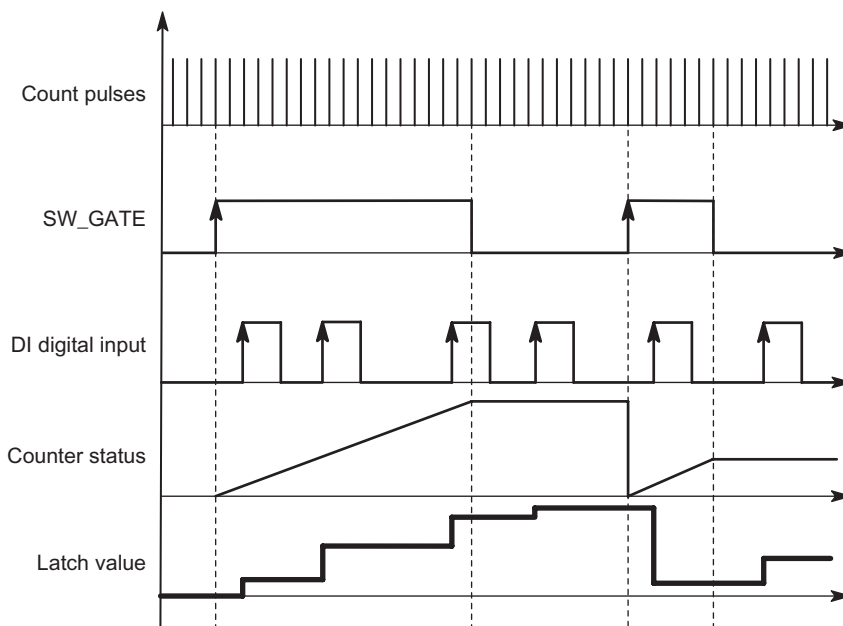 Count pulses
SW_GATE
DI digital input
Counter status
Latch value